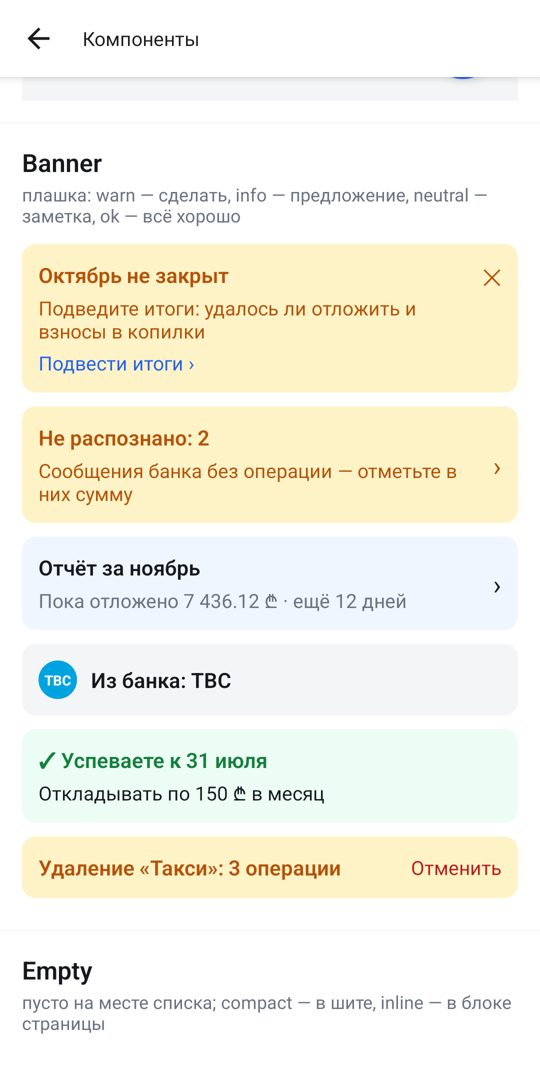 Компоненты
Banner
плашка: warn — сделать, info — предложение, neutral —
заметка, ok — всё хорошо
Октябрь не закрыт
Подведите итоги: удалось ли отложить и
взносы в копилки
Подвести итоги ›
Не распознано: 2
Сообщения банка без операции — отметьте в
них сумму
›
Отчёт за ноябрь
Пока отложено 7 436.12 ₾ · ещё 12 дней
›
TBC
Из банка: TBC
✓ Успеваете к 31 июля
Откладывать по 150 ₾ в месяц
Удаление «Такси»: 3 операции
Отменить
Empty
пусто на месте списка; compact — в шите, inline — в блоке
страницы